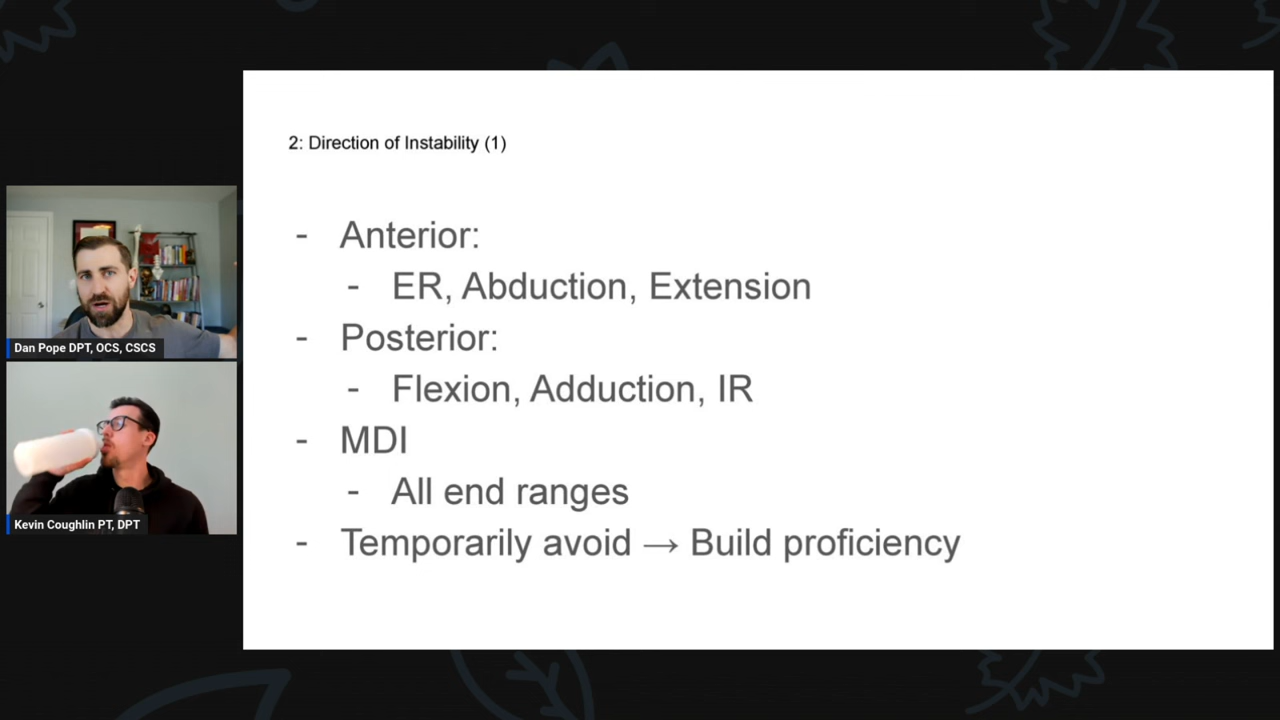 2: Direction of Instability (1)
- Anterior:
- ER, Abduction, Extension
- Posterior:
- Flexion, Adduction, IR
- MDI
- All end ranges
- Temporarily avoid → Build proficiency
Dan Pope DPT, OCS, CSCS
Kevin Coughlin PT, DPT